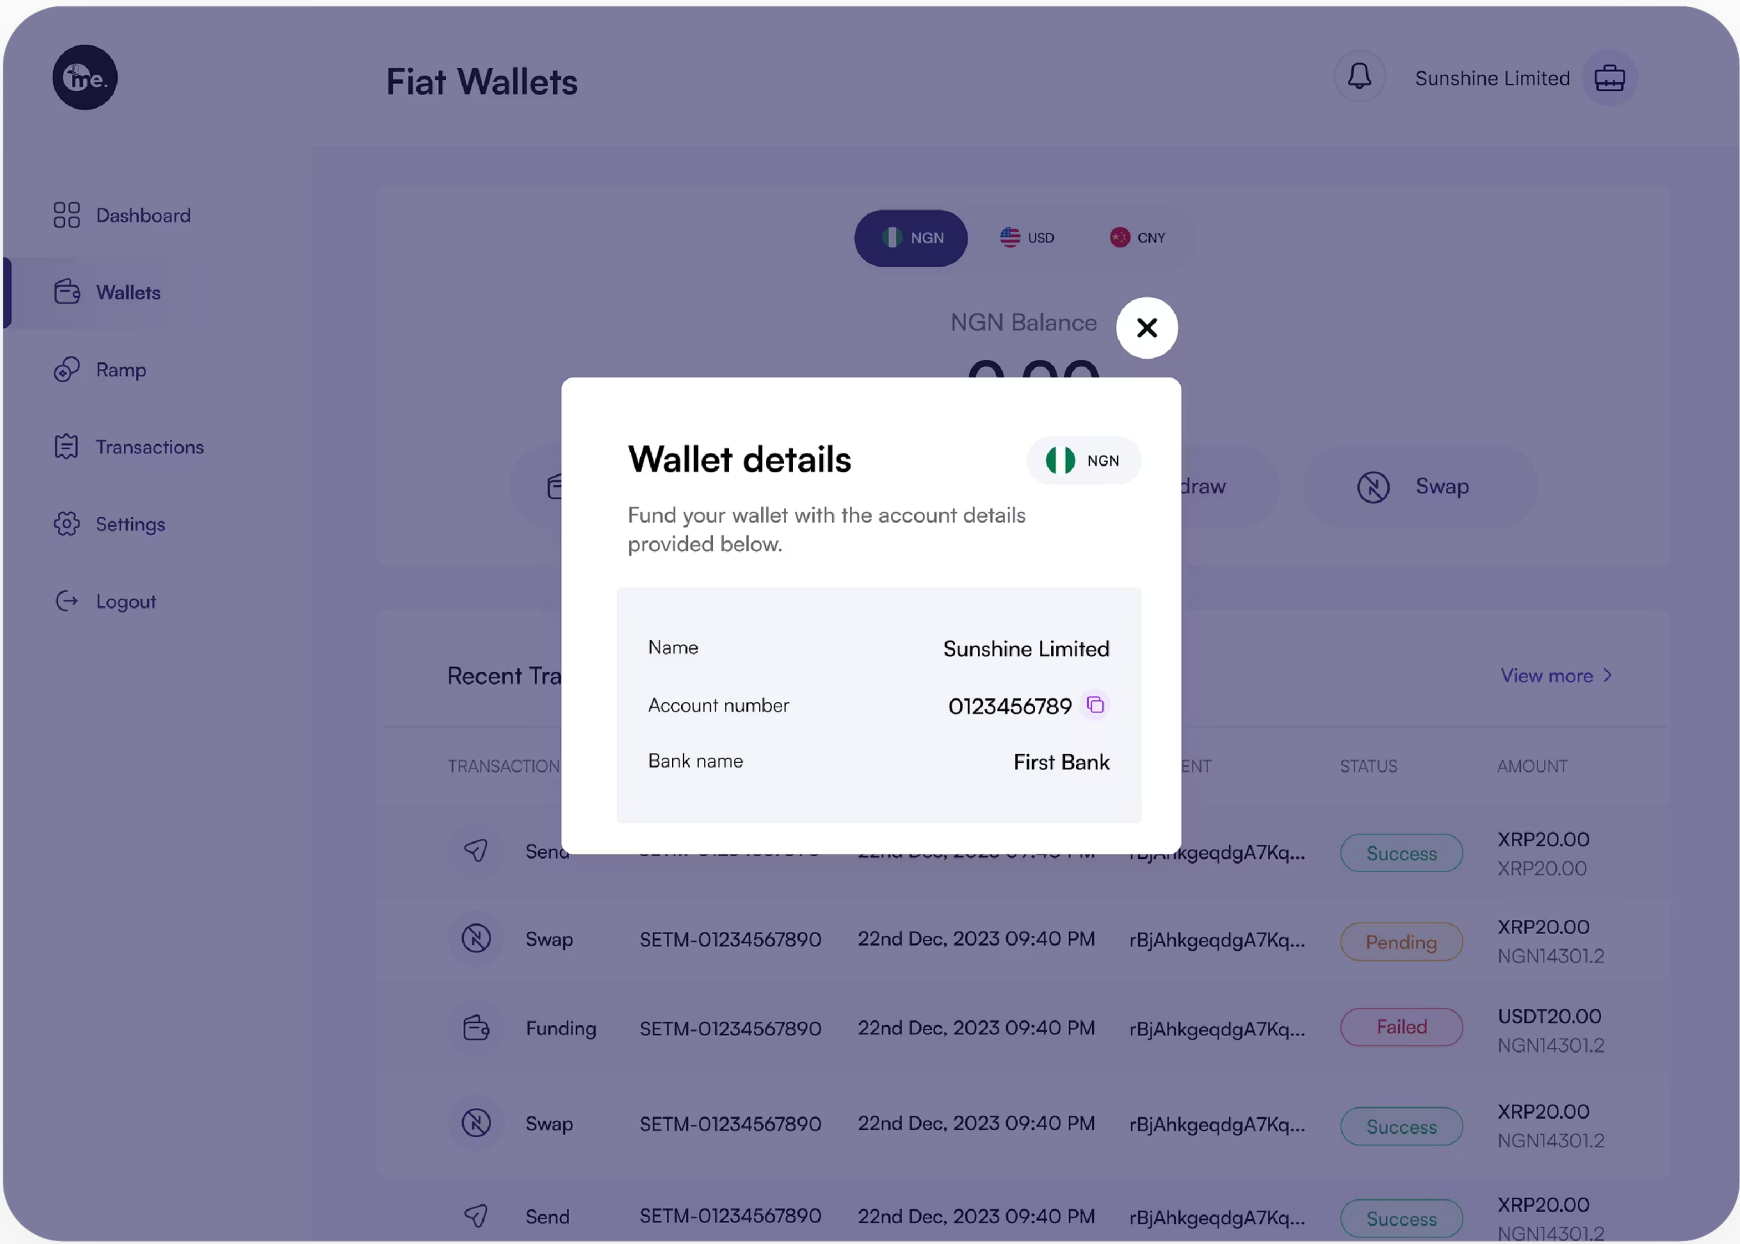 me.
Fiat Wallets
Sunshine Limited
Dashboard
Wallets
Ramp
Transactions
Settings
Logout
NGN
USD
CNY
NGN Balance
0.00
Swap
Wallet details
NGN
Fund your wallet with the account details
provided below.
Name
Sunshine Limited
Account number
0123456789
Bank name
First Bank
Recent Tra
View more
TRANSACTION
STATUS
AMOUNT
Send
rBjAhkgeqdgA7Kq...
Success
XRP20.00
XRP20.00
Swap
SETM-01234567890
22nd Dec, 2023 09:40 PM
rBjAhkgeqdgA7Kq...
Pending
XRP20.00
NGN14301.2
Funding
SETM-01234567890
22nd Dec, 2023 09:40 PM
rBjAhkgeqdgA7Kq...
Failed
USDT20.00
NGN14301.2
Swap
SETM-01234567890
22nd Dec, 2023 09:40 PM
rBjAhkgeqdgA7Kq...
Success
XRP20.00
NGN14301.2
Send
SETM-01234567890
22nd Dec, 2023 09:40 PM
rBjAhkgeqdgA7Kq...
Success
XRP20.00
NGN14301.2